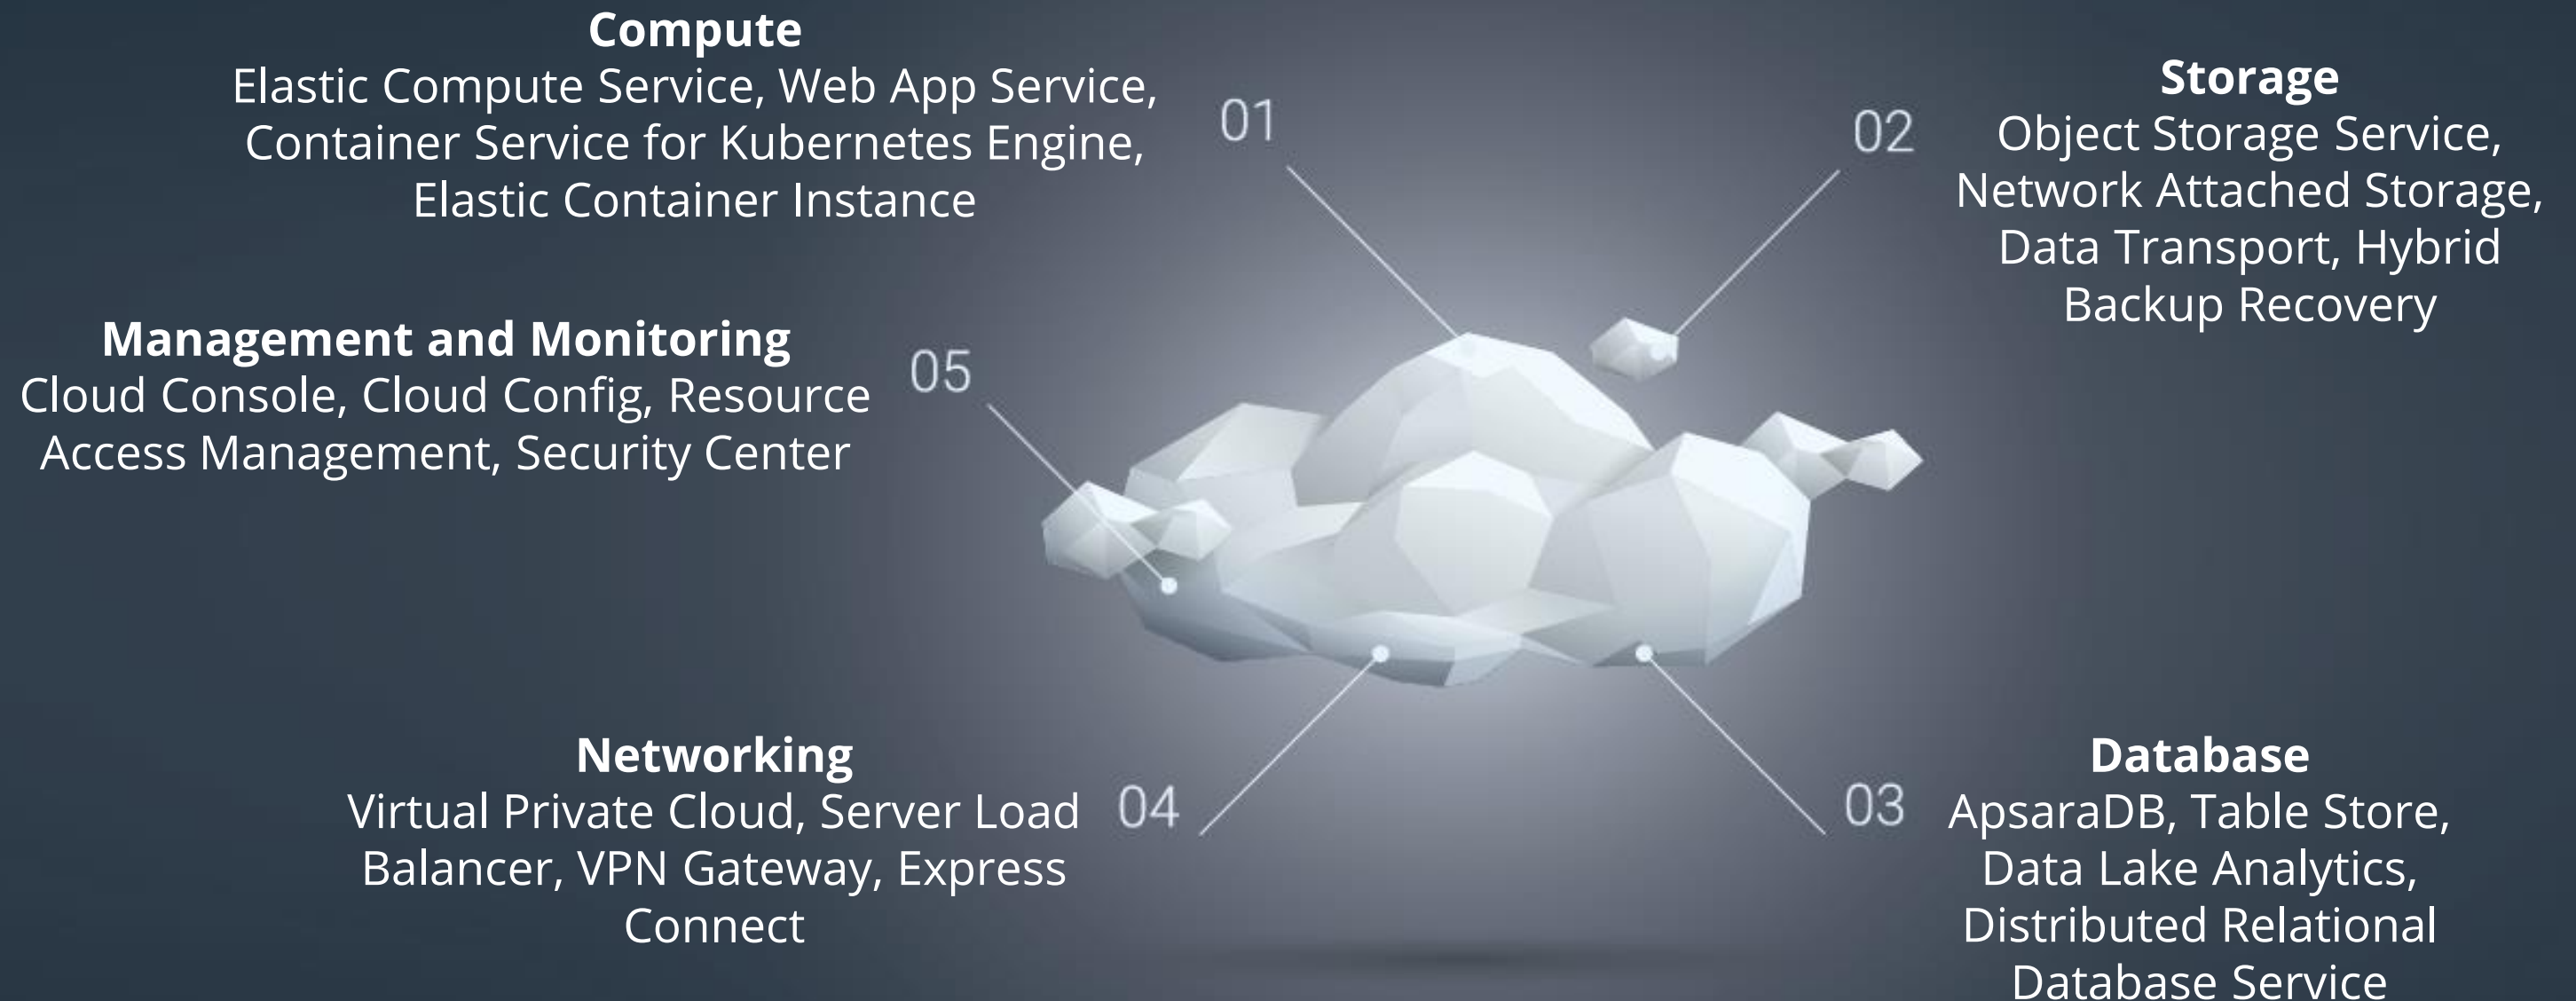 Compute
Elastic Compute Service, Web App Service,
Container Service for Kubernetes Engine,
Elastic Container Instance
01
02
Storage
Object Storage Service,
Network Attached Storage,
Data Transport, Hybrid
Backup Recovery
03
Database
ApsaraDB, Table Store,
Data Lake Analytics,
Distributed Relational
Database Service
04
Networking
Virtual Private Cloud, Server Load
Balancer, VPN Gateway, Express
Connect
05
Management and Monitoring
Cloud Console, Cloud Config, Resource
Access Management, Security Center